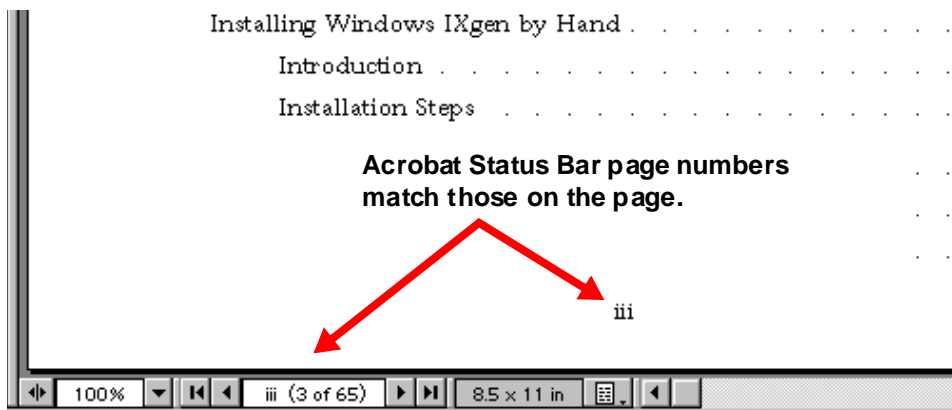 Installing Windows IXgen by Hand . . . . . . . . . . .
Introduction . . . . . . . . . . . . . . .
Installation Steps . . . . . . . . . . . . . .
Acrobat Status Bar page numbers
match those on the page.
iii
100% iii (3 of 65) 8.5 x 11 in